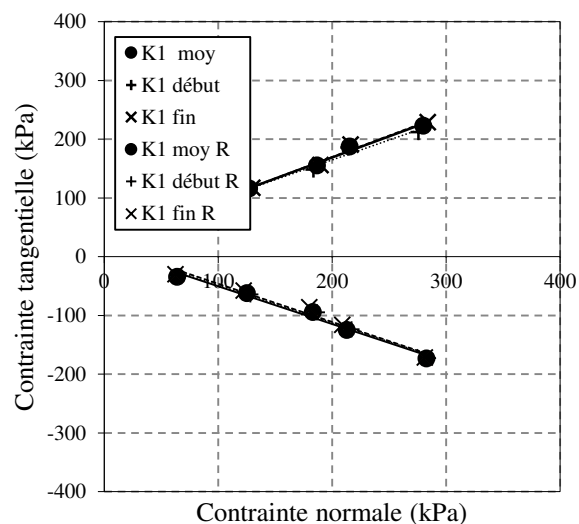 400
300
200
100
0
-100
-200
-300
-400
0 100 200 300 400
K1 moy
K1 début
K1 fin
K1 moy R
K1 début R
K1 fin R
Contrainte tangentielle (kPa)
Contrainte normale (kPa)